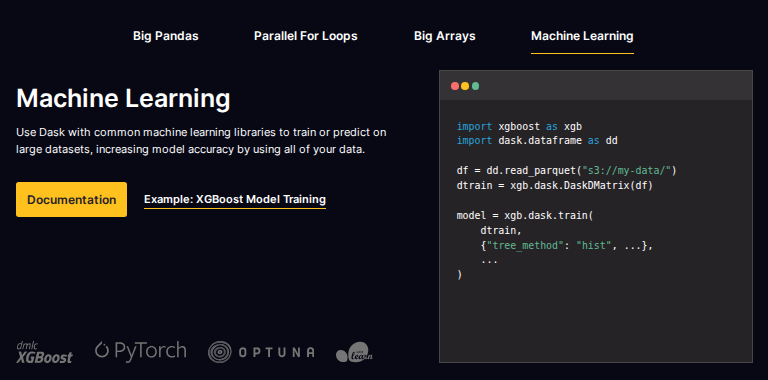 Big Pandas
Parallel For Loops
Big Arrays
Machine Learning
Machine Learning
Use Dask with common machine learning libraries to train or predict on
large datasets, increasing model accuracy by using all of your data.
Documentation
Example: XGBoost Model Training
import xgboost as xgb
import dask.dataframe as dd
df = dd.read_parquet("s3://my-data/")
dtrain = xgb.dask.DaskDMatrix(df)
model = xgb.dask.train(
    dtrain,
    {"tree_method": "hist", ...},
    ...
)
dmlc
XGBoost
PyTorch
OPTUNA
learn